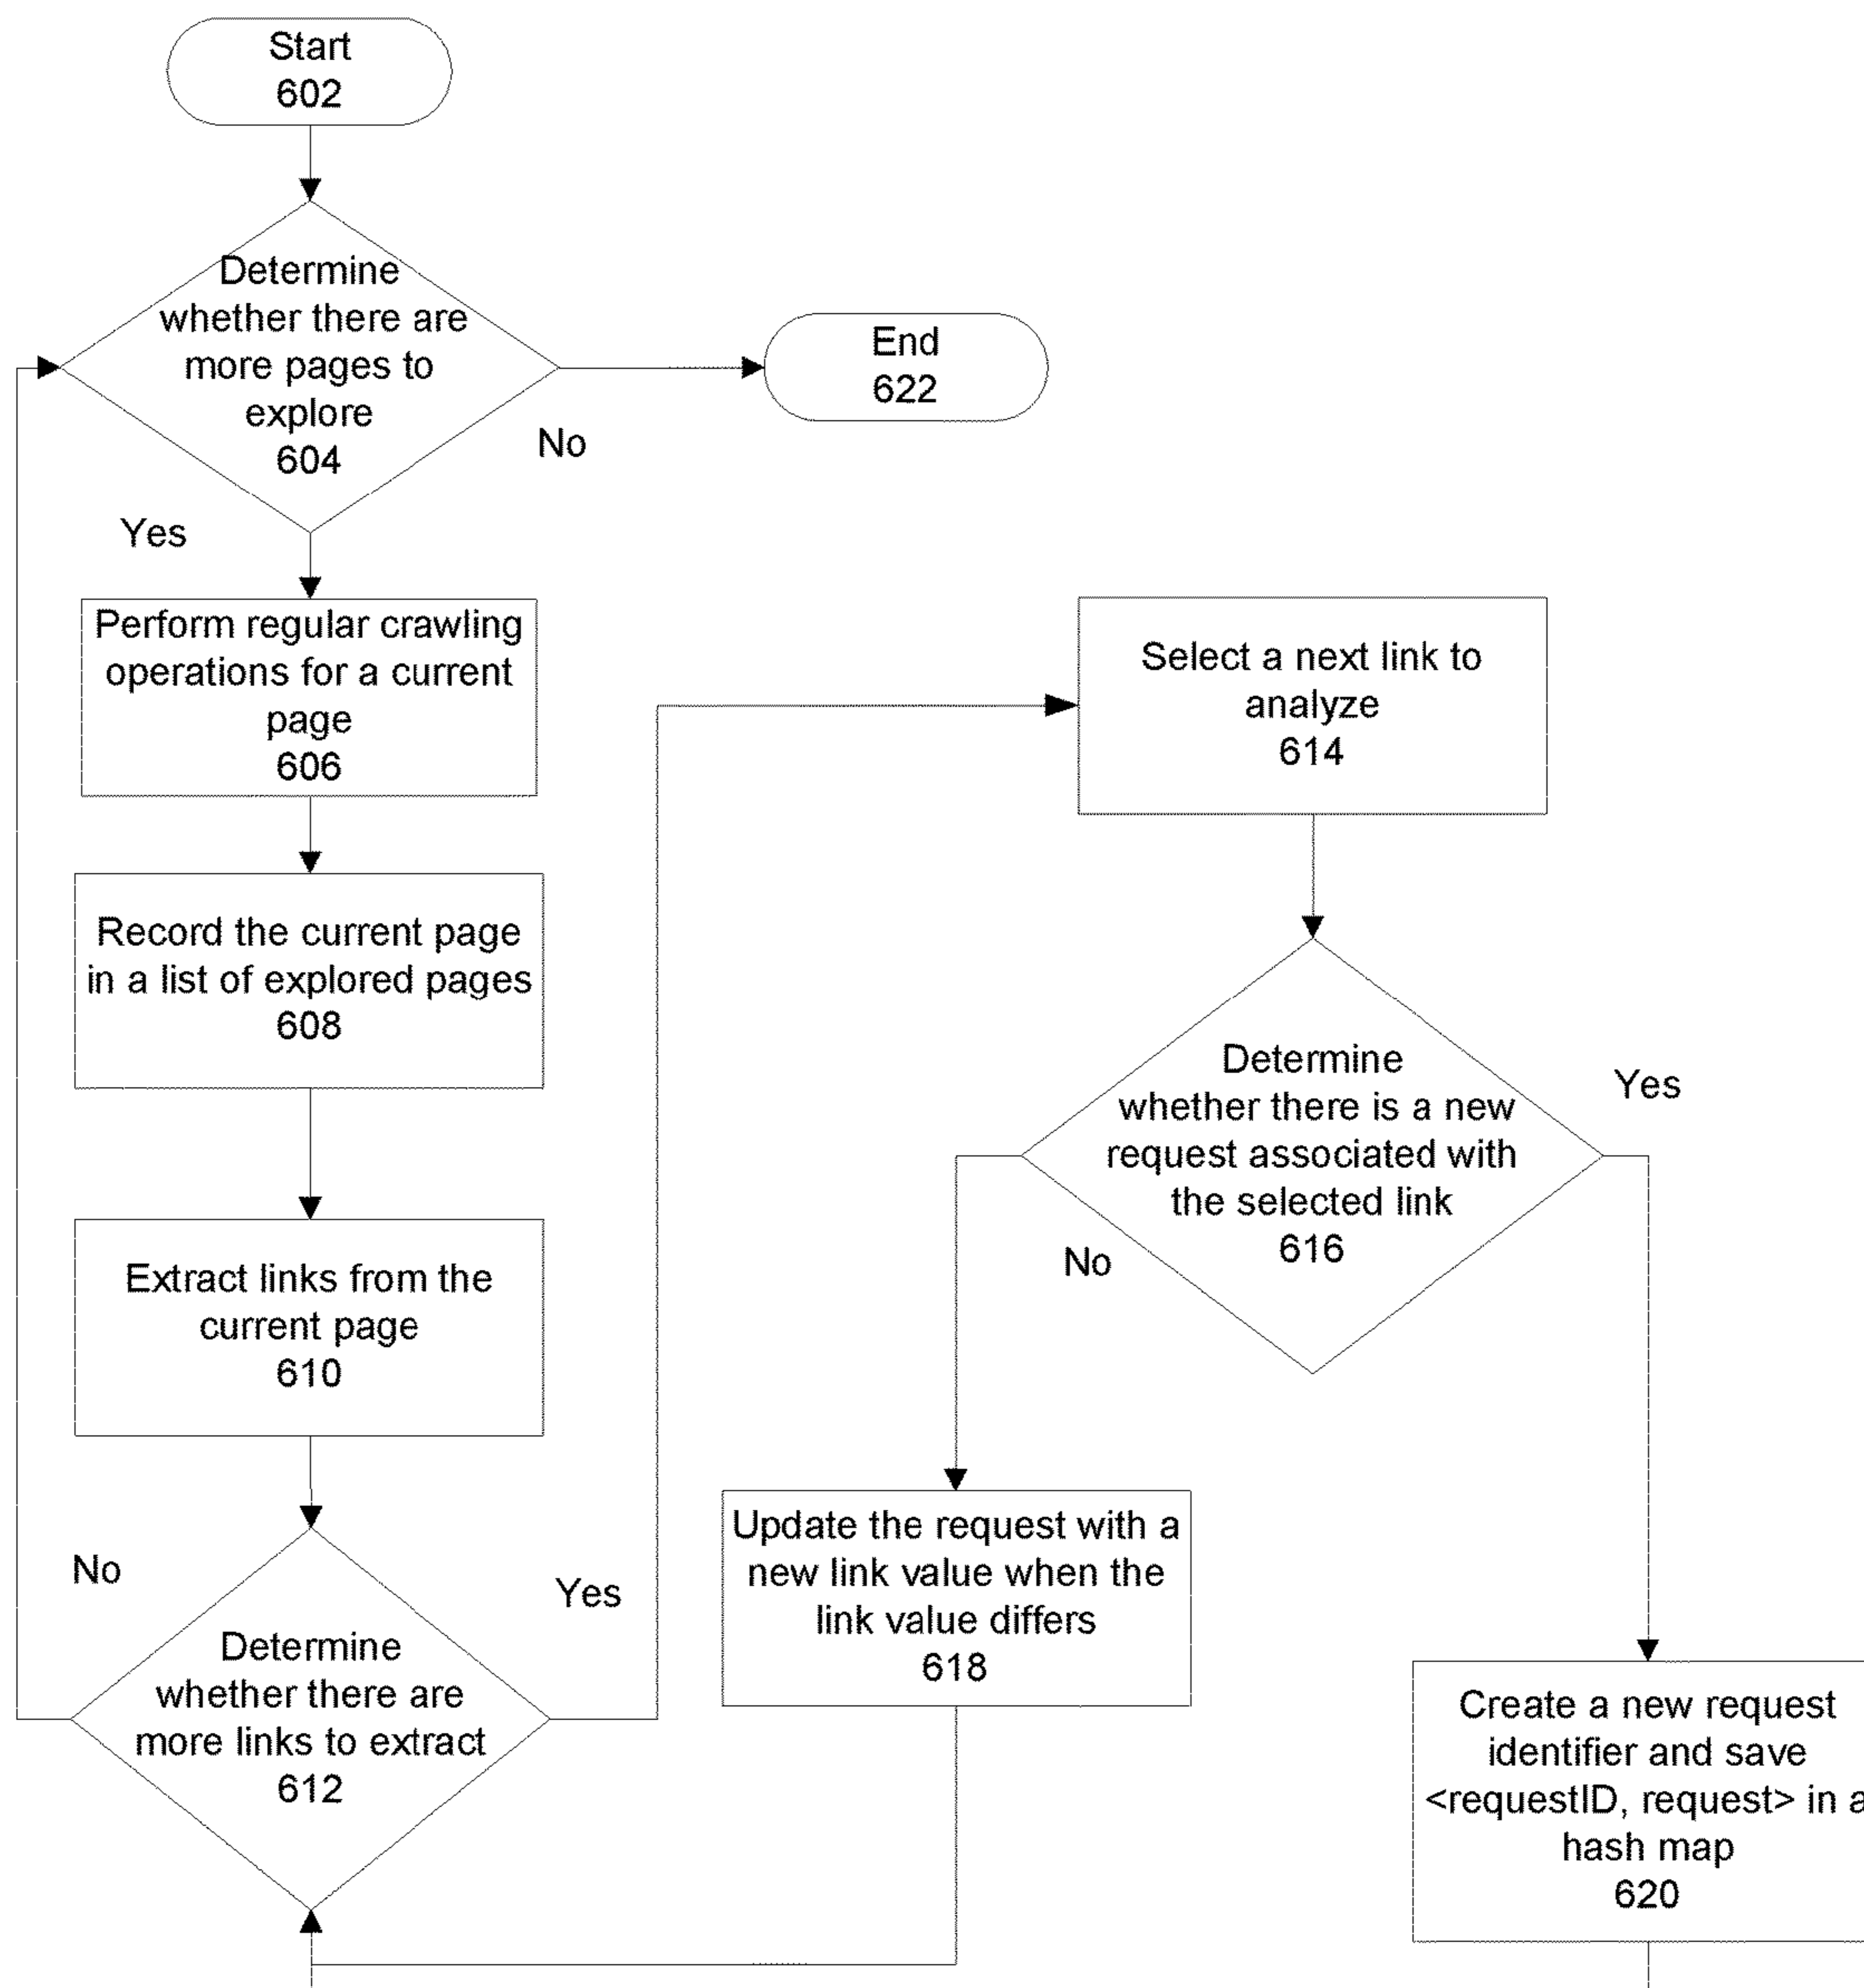 Start
602
Determine
whether there are
more pages to
explore
604
No
End
622
Yes
Perform regular crawling
operations for a current
page
606
Record the current page
in a list of explored pages
608
Extract links from the
current page
610
No
Yes
Determine
whether there are
more links to extract
612
Select a next link to
analyze
614
Determine
whether there is a new
request associated with
the selected link
616
Yes
No
Update the request with a
new link value when the
link value differs
618
Create a new request
identifier and save
<requestID, request> in a
hash map
620